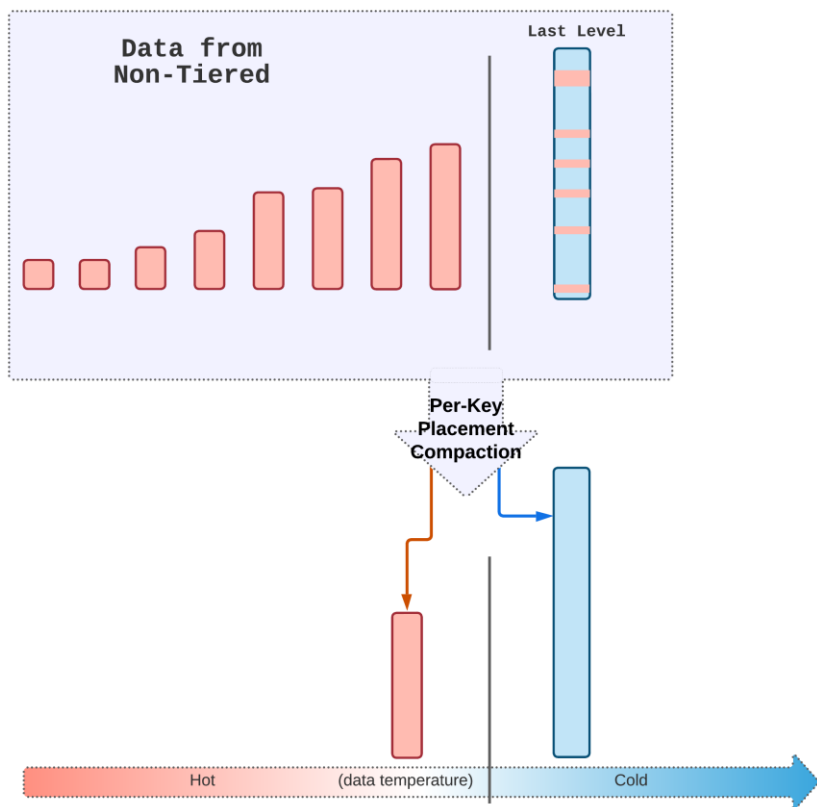 Data from
Non-Tiered
Last Level
Per-Key
Placement
Compaction
Hot
(data temperature)
Cold